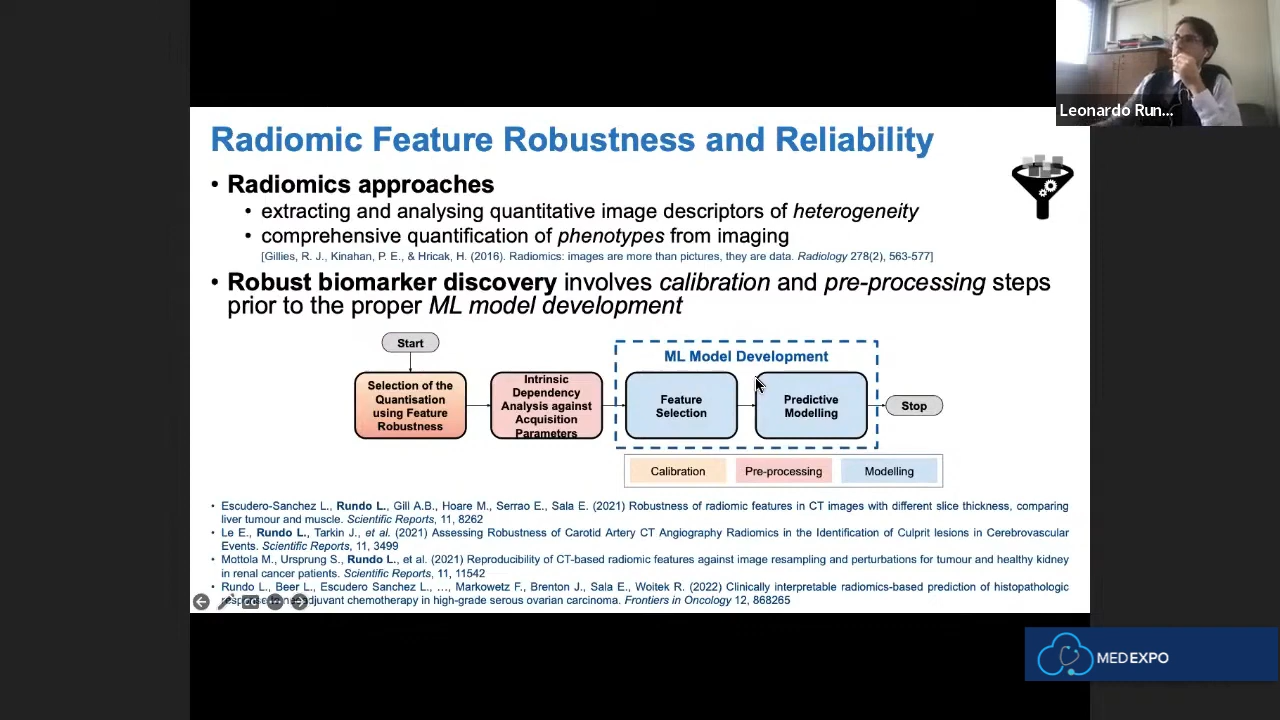 Leonardo Run...
Radiomic Feature Robustness and Reliability
• Radiomics approaches
• extracting and analysing quantitative image descriptors of heterogeneity
• comprehensive quantification of phenotypes from imaging
[Gillies, R. J., Kinahan, P. E., & Hricak, H. (2016). Radiomics: images are more than pictures, they are data. Radiology 278(2), 563-577]
• Robust biomarker discovery involves calibration and pre-processing steps
prior to the proper ML model development
Start
Selection of the
Quantisation
using Feature
Robustness
Intrinsic
Dependency
Analysis against
Acquisition
Parameters
ML Model Development
Feature
Selection
Predictive
Modelling
Stop
Calibration
Pre-processing
Modelling
• Escudero-Sanchez L., Rundo L., Gill A.B., Hoare M., Serrao E., Sala E. (2021) Robustness of radiomic features in CT images with different slice thickness, comparing
liver tumour and muscle. Scientific Reports, 11, 8262
• Le E., Rundo L., Tarkin J., et al. (2021) Assessing Robustness of Carotid Artery CT Angiography Radiomics in the Identification of Culprit lesions in Cerebrovascular
Events. Scientific Reports, 11, 3499
• Mottola M., Ursprung S., Rundo L., et al. (2021) Reproducibility of CT-based radiomic features against image resampling and perturbations for tumour and healthy kidney
in renal cancer patients. Scientific Reports, 11, 11542
• Rundo L., Beer L., Escudero Sanchez L., ..., Markowetz F., Brenton J., Sala E., Woitek R. (2022) Clinically interpretable radiomics-based prediction of histopathologic
chemotherapy in high-grade serous ovarian carcinoma. Frontiers in Oncology 12, 868265
MEDEXPO